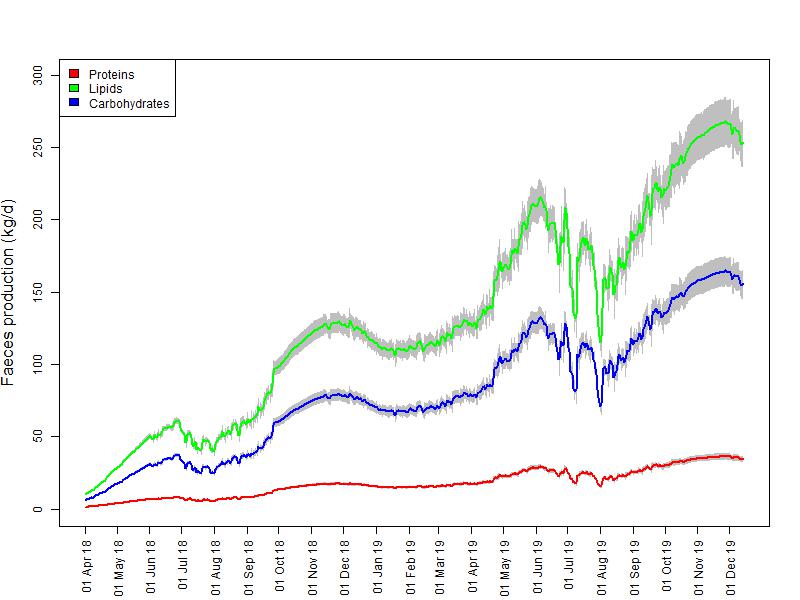 Faeces production (kg/d)
300
250
200
150
100
50
0
Proteins
Lipids
Carbohydrates
01 Apr 18
01 May 18
01 Jun 18
01 Jul 18
01 Aug 18
01 Sep 18
01 Oct 18
01 Nov 18
01 Dec 18
01 Jan 19
01 Feb 19
01 Mar 19
01 Apr 19
01 May 19
01 Jun 19
01 Jul 19
01 Aug 19
01 Sep 19
01 Oct 19
01 Nov 19
01 Dec 19